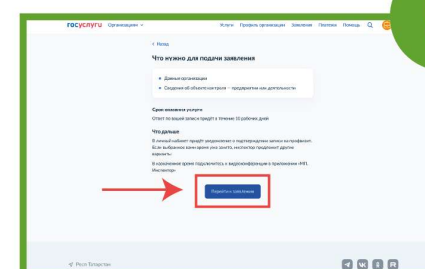 госуслуги Организациям
Услуги Профиль организации Заявления Платежи Помощь
< Назад
Что нужно для подачи заявления
• Данные организации
• Сведения об объекте контроля – предприятии или деятельности
Срок оказания услуги
Ответ по вашей записи придёт в течение 10 рабочих дней
Что дальше
В личный кабинет придёт уведомление о подтверждении записи на профвизит.
Если выбранное вами время уже занято, инспектор предложит другие
варианты
В назначенное время подключитесь к видеоконференции в приложении «МП.
Инспектор»
Перейти к заявлению
Респ Татарстан